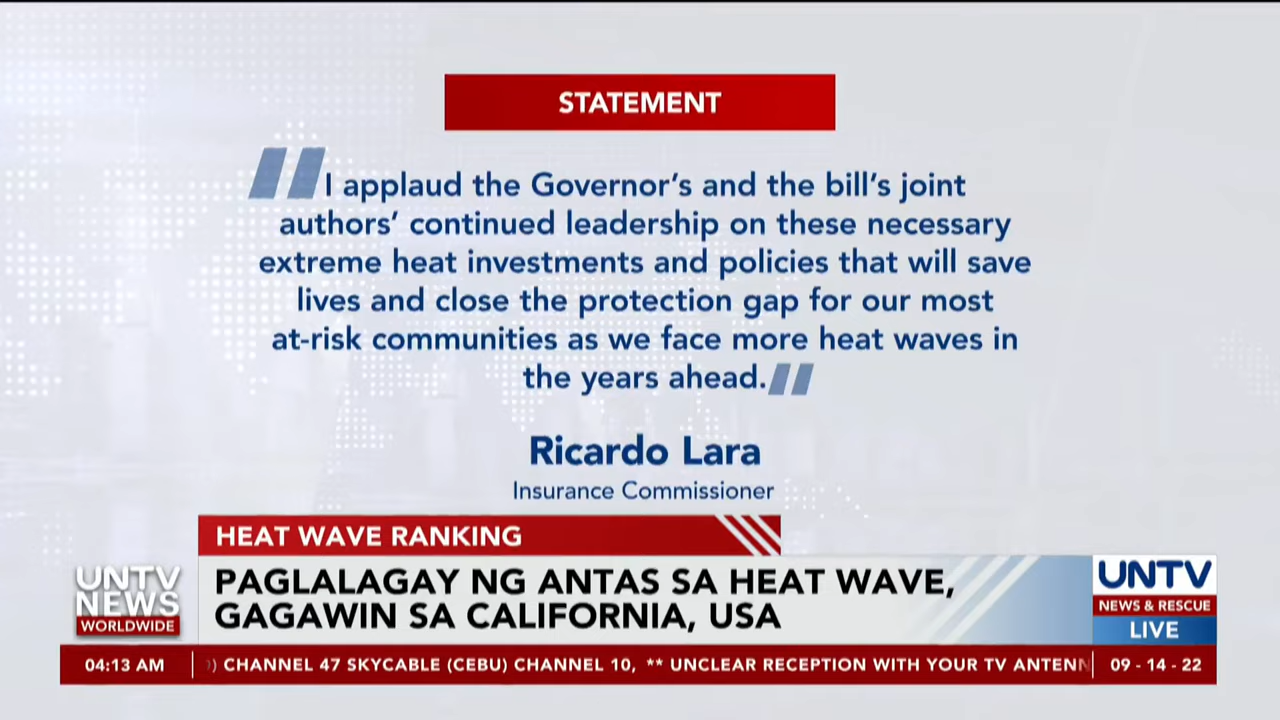 STATEMENT
"I applaud the Governor's and the bill's joint
authors' continued leadership on these necessary
extreme heat investments and policies that will save
lives and close the protection gap for our most
at-risk communities as we face more heat waves in
the years ahead."
Ricardo Lara
Insurance Commissioner
HEAT WAVE RANKING
PAGLALAGAY NG ANTAS SA HEAT WAVE,
GAGAWIN SA CALIFORNIA, USA
UNTV
NEWS
WORLDWIDE
UNTV
NEWS & RESCUE
LIVE
04:13 AM
) CHANNEL 47 SKYCABLE (CEBU) CHANNEL 10, ** UNCLEAR RECEPTION WITH YOUR TV ANTENN
09 - 14 - 22